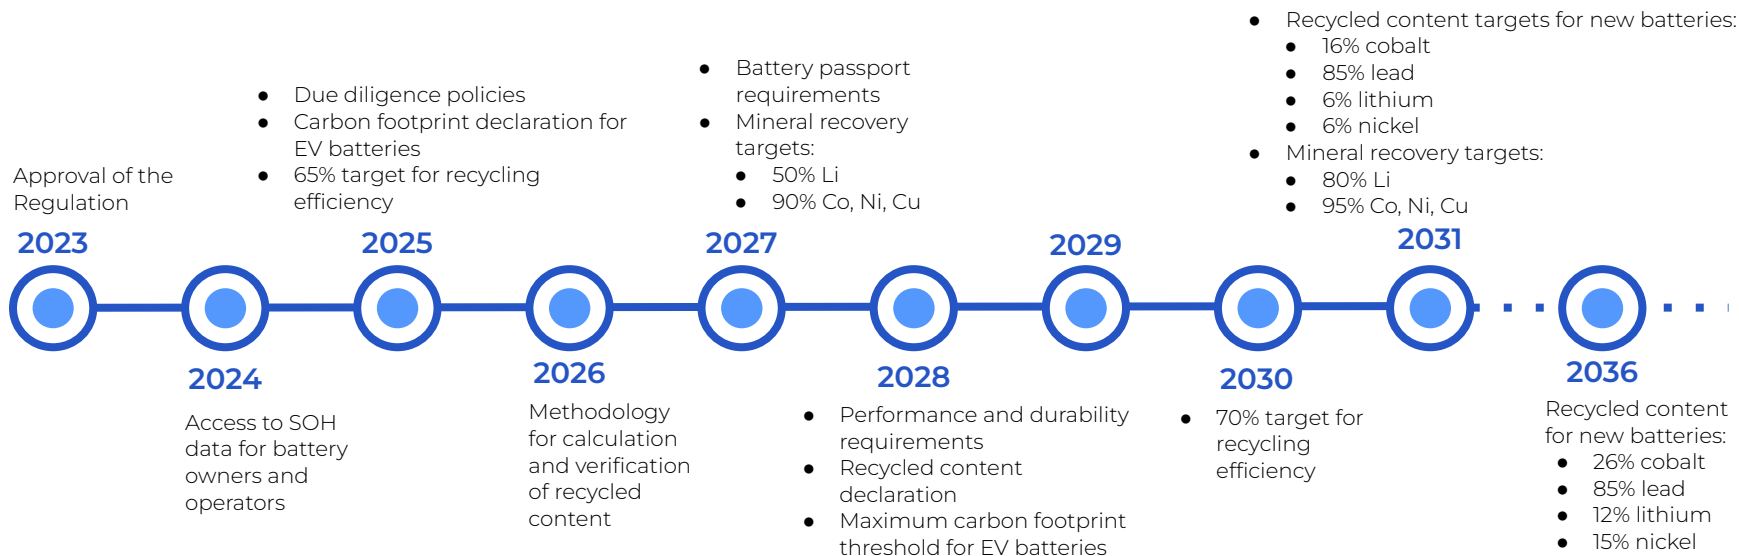 Approval of the
Regulation
2023
2024
Access to SOH
data for battery
owners and
operators
● Due diligence policies
● Carbon footprint declaration for
EV batteries
● 65% target for recycling
efficiency
2025
2026
Methodology
for calculation
and verification
of recycled
content
● Battery passport
requirements
● Mineral recovery
targets:
● 50% Li
● 90% Co, Ni, Cu
2027
2028
● Performance and durability
requirements
● Recycled content
declaration
● Maximum carbon footprint
threshold for EV batteries
2029
2030
● 70% target for
recycling
efficiency
● Recycled content targets for new batteries:
● 16% cobalt
● 85% lead
● 6% lithium
● 6% nickel
● Mineral recovery targets:
● 80% Li
● 95% Co, Ni, Cu
2031
2036
Recycled content
for new batteries:
● 26% cobalt
● 85% lead
● 12% lithium
● 15% nickel